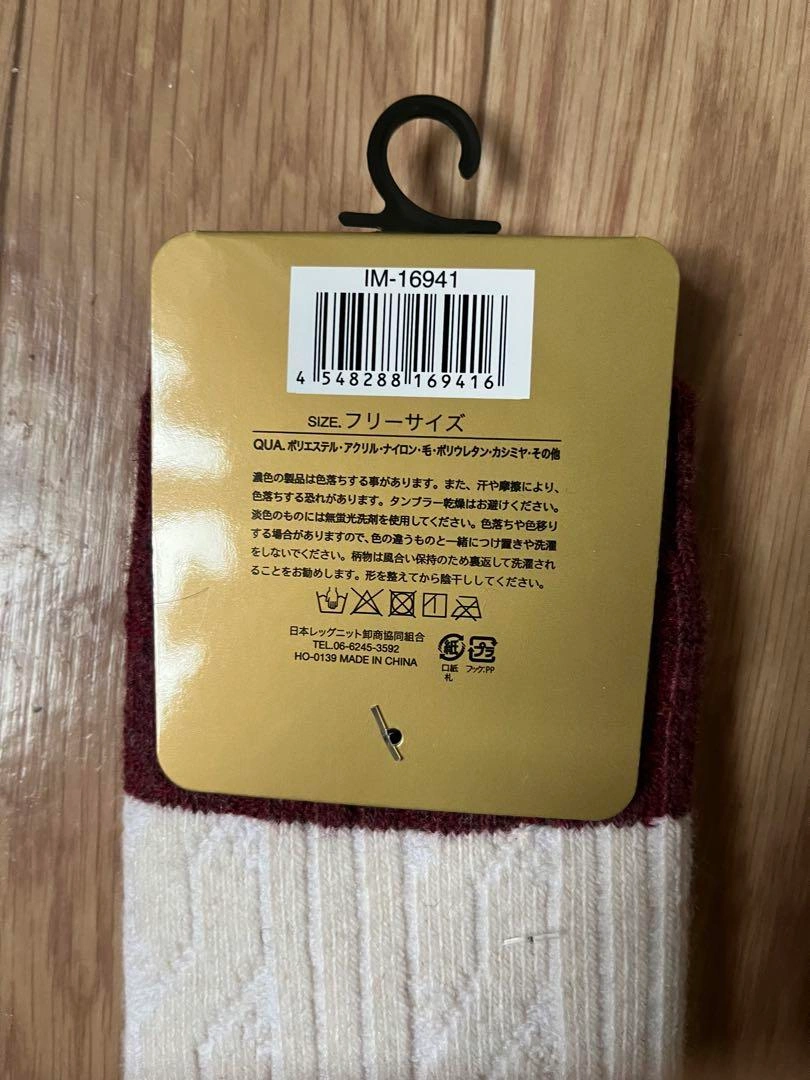 IM-16941
4 548288 169416
SIZE. フリーサイズ
QUA. ポリエステル・アクリル・ナイロン・毛・ポリウレタン・カシミヤ・その他
濃色の製品は色落ちする事があります。また、汗や摩擦により、
色落ちする恐れがあります。タンブラー乾燥はお避けください。
淡色のものには無蛍光洗剤を使用してください。色落ちや色移り
する場合がありますので、色の違うものと一緒につけ置きや洗濯
をしないでください。柄物は風合い保持のため裏返して洗濯され
ることをお勧めします。形を整えてから陰干ししてください。
日本レッグニット卸商協同組合
TEL.06-6245-3592
HO-0139 MADE IN CHINA
紙 プラ
口紙 フック:PP
札